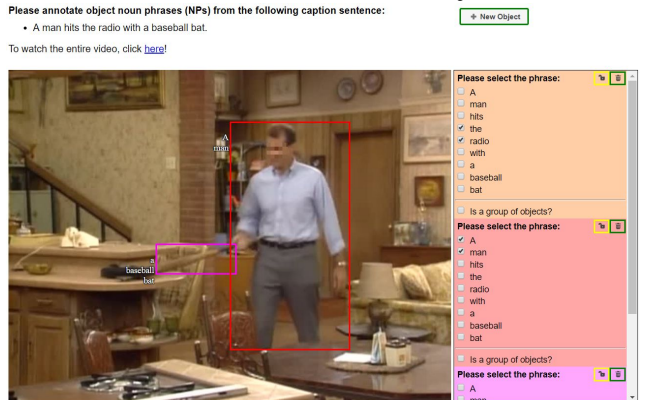 Please annotate object noun phrases (NPs) from the following caption sentence:
+ New Object
• A man hits the radio with a baseball bat.
To watch the entire video, click here!
A
man
a
baseball
bat
Please select the phrase:
A
man
hits
the
radio
with
a
baseball
bat
Is a group of objects?
Please select the phrase:
A
man
hits
the
radio
with
a
baseball
bat
Is a group of objects?
Please select the phrase:
A